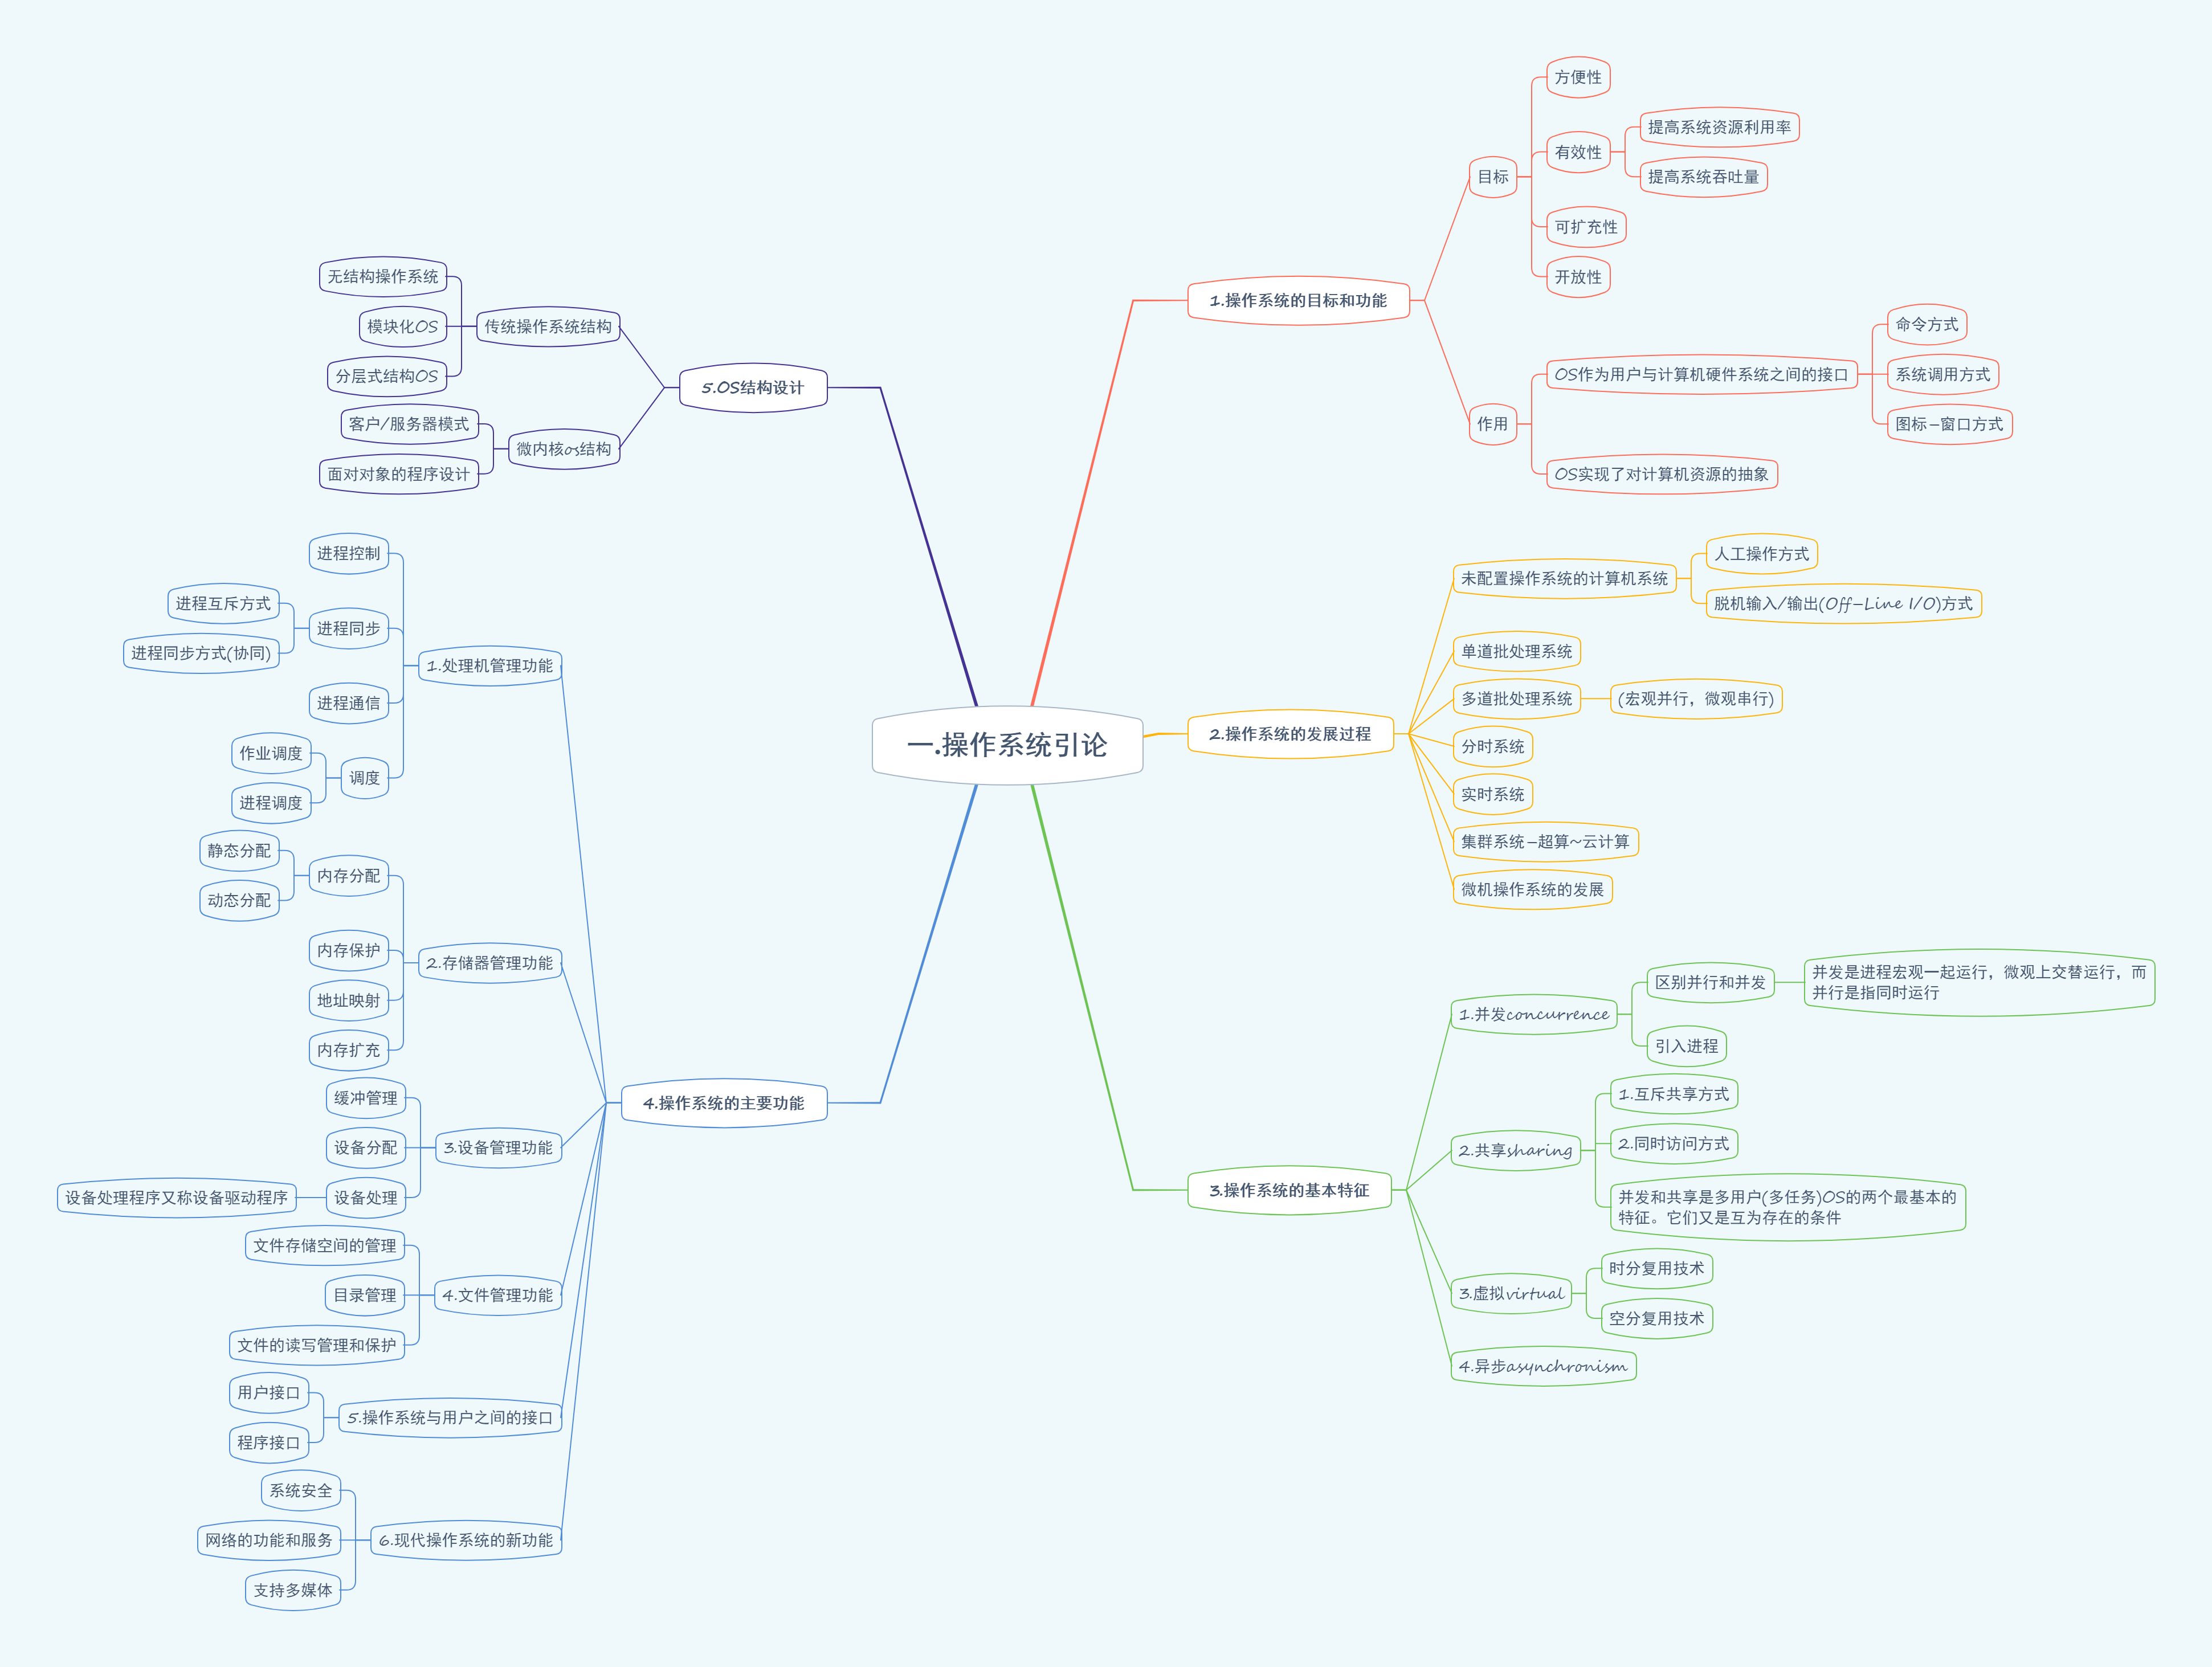 一.操作系统引论
1.操作系统的目标和功能
目标
方便性
有效性
提高系统资源利用率
提高系统吞吐量
可扩充性
开放性
作用
OS作为用户与计算机硬件系统之间的接口
命令方式
系统调用方式
图标-窗口方式
OS实现了对计算机资源的抽象
2.操作系统的发展过程
未配置操作系统的计算机系统
人工操作方式
脱机输入/输出(Off-Line I/O)方式
单道批处理系统
多道批处理系统
(宏观并行，微观串行)
分时系统
实时系统
集群系统-超算~云计算
微机操作系统的发展
3.操作系统的基本特征
1.并发concurrence
区别并行和并发
并发是进程宏观一起运行，微观上交替运行，而
并行是指同时运行
引入进程
2.共享sharing
1.互斥共享方式
2.同时访问方式
并发和共享是多用户(多任务)OS的两个最基本的
特征。它们又是互为存在的条件
3.虚拟virtual
时分复用技术
空分复用技术
4.异步asynchronism
4.操作系统的主要功能
1.处理机管理功能
进程控制
进程同步
进程互斥方式
进程同步方式(协同)
进程通信
调度
作业调度
进程调度
2.存储器管理功能
内存分配
静态分配
动态分配
内存保护
地址映射
内存扩充
3.设备管理功能
缓冲管理
设备分配
设备处理
设备处理程序又称设备驱动程序
4.文件管理功能
文件存储空间的管理
目录管理
文件的读写管理和保护
5.操作系统与用户之间的接口
用户接口
程序接口
6.现代操作系统的新功能
系统安全
网络的功能和服务
支持多媒体
5.OS结构设计
传统操作系统结构
无结构操作系统
模块化OS
分层式结构OS
微内核os结构
客户/服务器模式
面对对象的程序设计